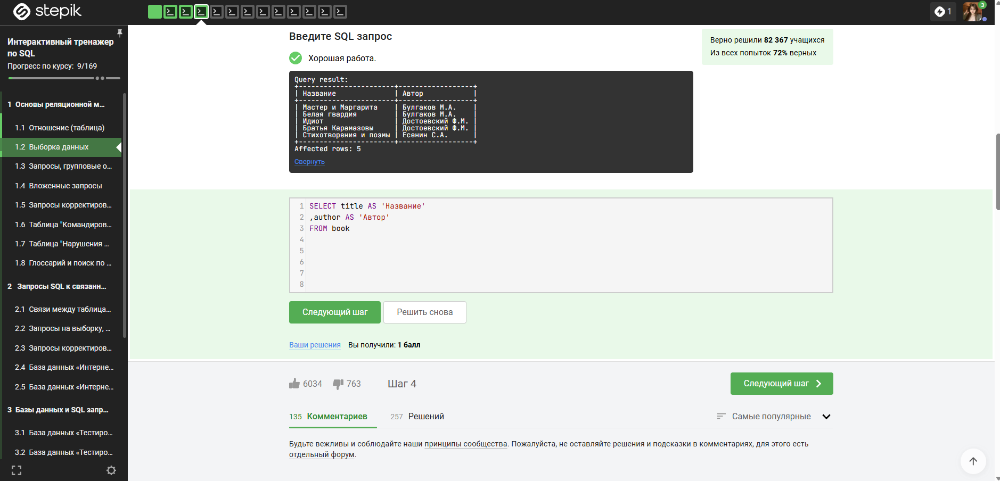 stepik
1
3
Интерактивный тренажер
по SQL
Прогресс по курсу: 9/169
1 Основы реляционной м...
1.1 Отношение (таблица)
1.2 Выборка данных
1.3 Запросы, групповые о...
1.4 Вложенные запросы
1.5 Запросы корректиров...
1.6 Таблица "Командиров...
1.7 Таблица "Нарушения ...
1.8 Глоссарий и поиск по ...
2 Запросы SQL к связанн...
2.1 Связи между таблица...
2.2 Запросы на выборку, ...
2.3 Запросы корректиров...
2.4 База данных «Интерне...
2.5 База данных «Интерне...
3 Базы данных и SQL запр...
3.1 База данных «Тестиро...
3.2 База данных «Тестиро...
Введите SQL запрос
Хорошая работа.
Верно решили 82 367 учащихся
Из всех попыток 72% верных
Query result:
+-----------------------+------------------+
| Название              | Автор            |
+-----------------------+------------------+
| Мастер и Маргарита    | Булгаков М.А.    |
| Белая гвардия         | Булгаков М.А.    |
| Идиот                 | Достоевский Ф.М. |
| Братья Карамазовы     | Достоевский Ф.М. |
| Стихотворения и поэмы | Есенин С.А.      |
+-----------------------+------------------+
Affected rows: 5
Свернуть
1 SELECT title AS 'Название'
2 ,author AS 'Автор'
3 FROM book
4
5
6
7
8
Следующий шаг
Решить снова
Ваши решения Вы получили: 1 балл
6034 763 Шаг 4
Следующий шаг
135 Комментариев 257 Решений
Самые популярные
Будьте вежливы и соблюдайте наши принципы сообщества. Пожалуйста, не оставляйте решения и подсказки в комментариях, для этого есть
отдельный форум.